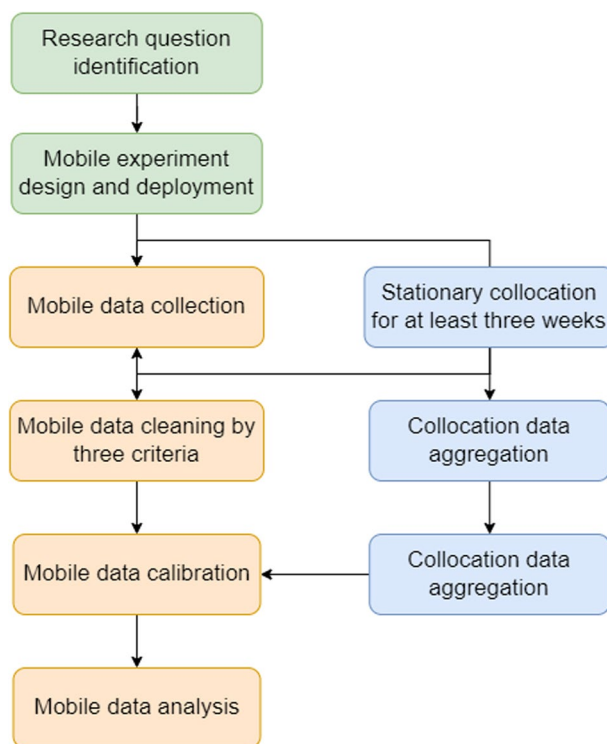 Research question
identification
Mobile experiment
design and deployment
Mobile data collection
Stationary collocation
for at least three weeks
Mobile data cleaning by
three criteria
Collocation data
aggregation
Mobile data calibration
Collocation data
aggregation
Mobile data analysis